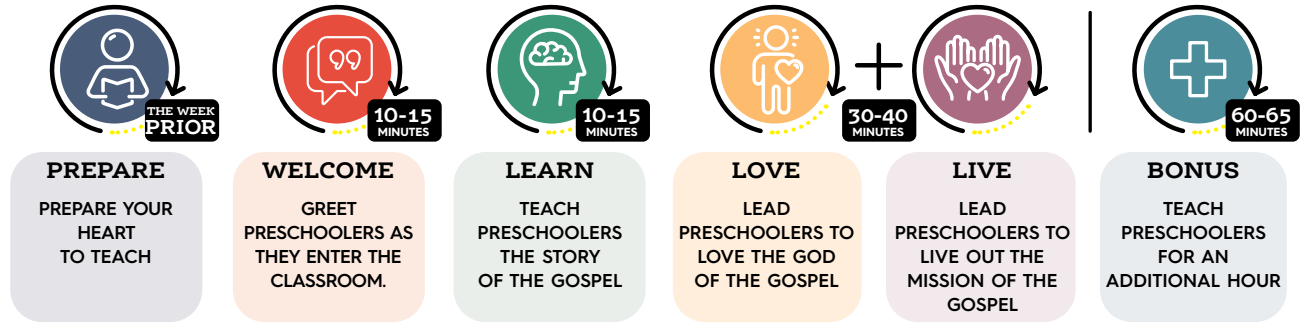 THE WEEK
PRIOR
PREPARE
PREPARE YOUR
HEART
TO TEACH
10-15
MINUTES
WELCOME
GREET
PRESCHOOLERS AS
THEY ENTER THE
CLASSROOM.
10-15
MINUTES
LEARN
TEACH
PRESCHOOLERS
THE STORY
OF THE GOSPEL
30-40
MINUTES
LOVE
LEAD
PRESCHOOLERS TO
LOVE THE GOD
OF THE GOSPEL
LIVE
LEAD
PRESCHOOLERS TO
LIVE OUT THE
MISSION OF THE
GOSPEL
60-65
MINUTES
BONUS
TEACH
PRESCHOOLERS
FOR AN
ADDITIONAL HOUR